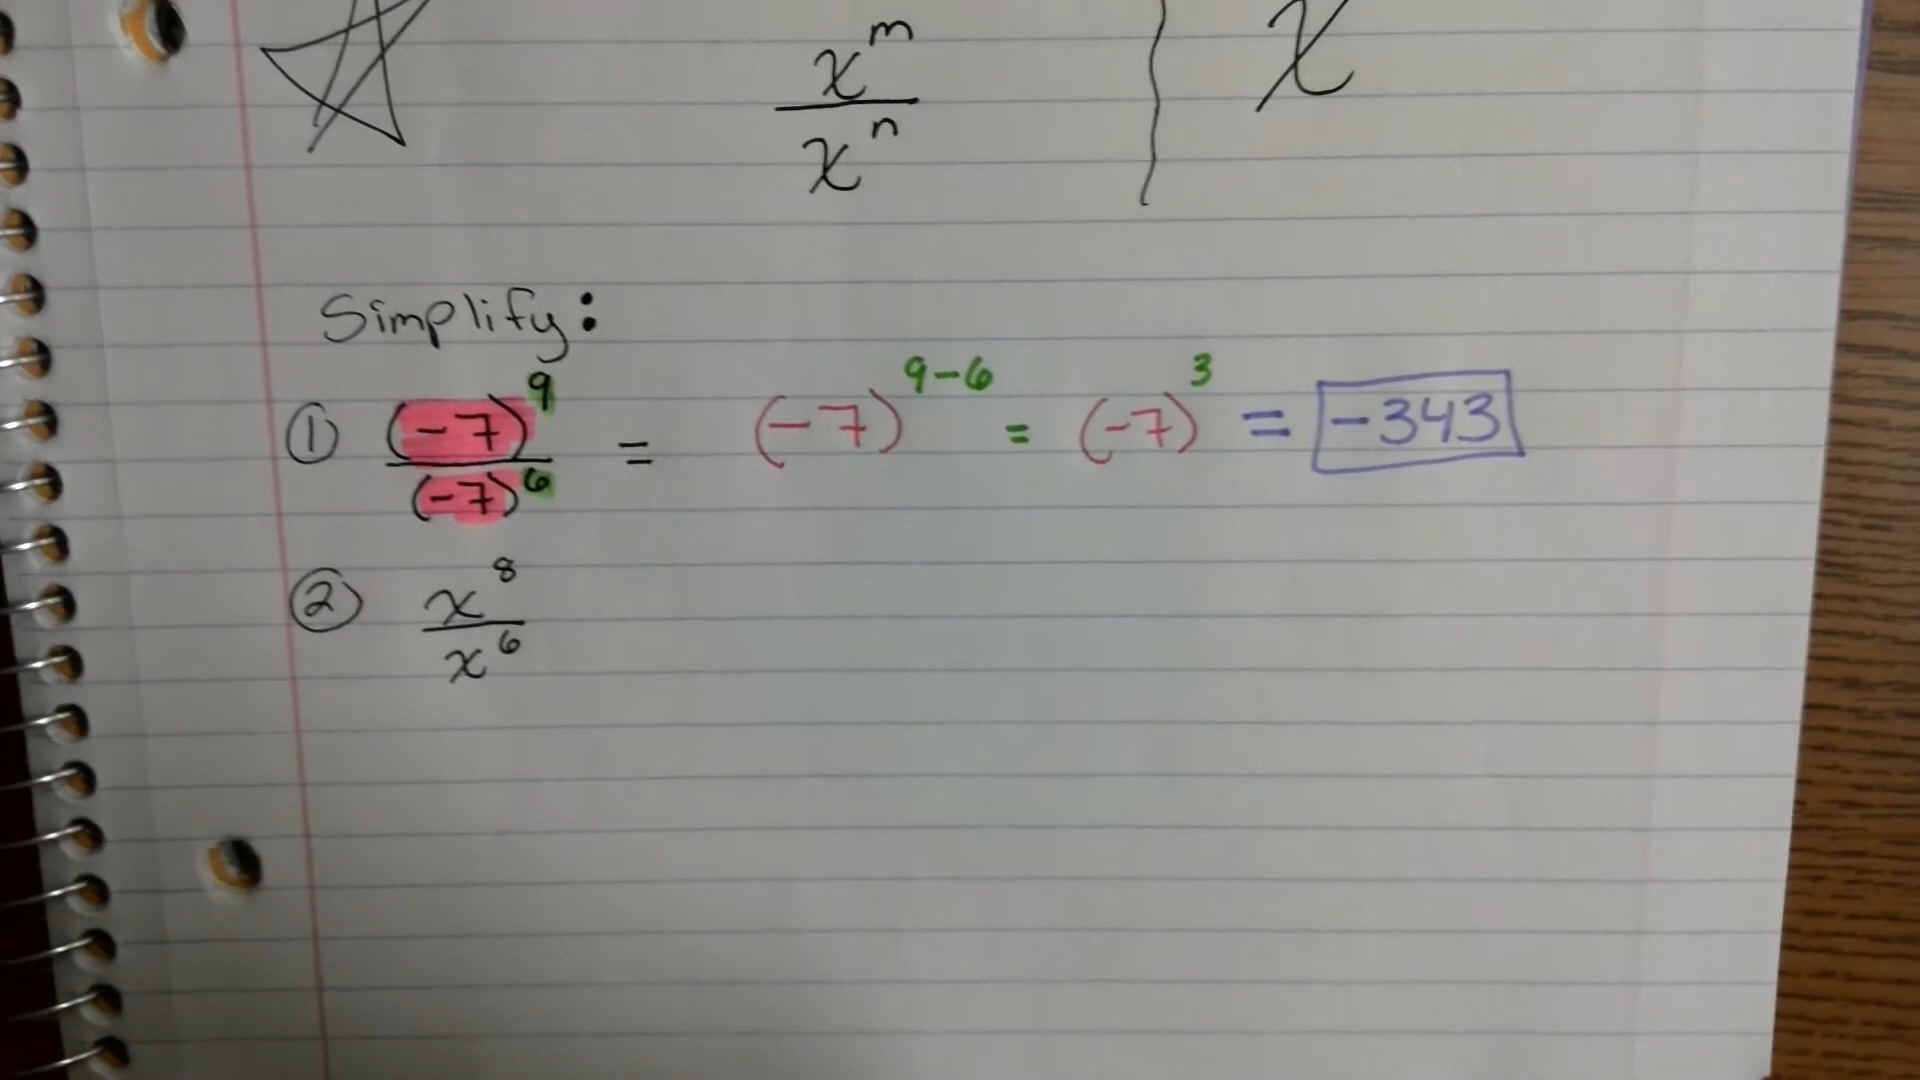 x^m / x^n | x
Simplify:
① (-7)^9 / (-7)^6 = (-7)^9-6 = (-7)^3 = -343
② x^8 / x^6